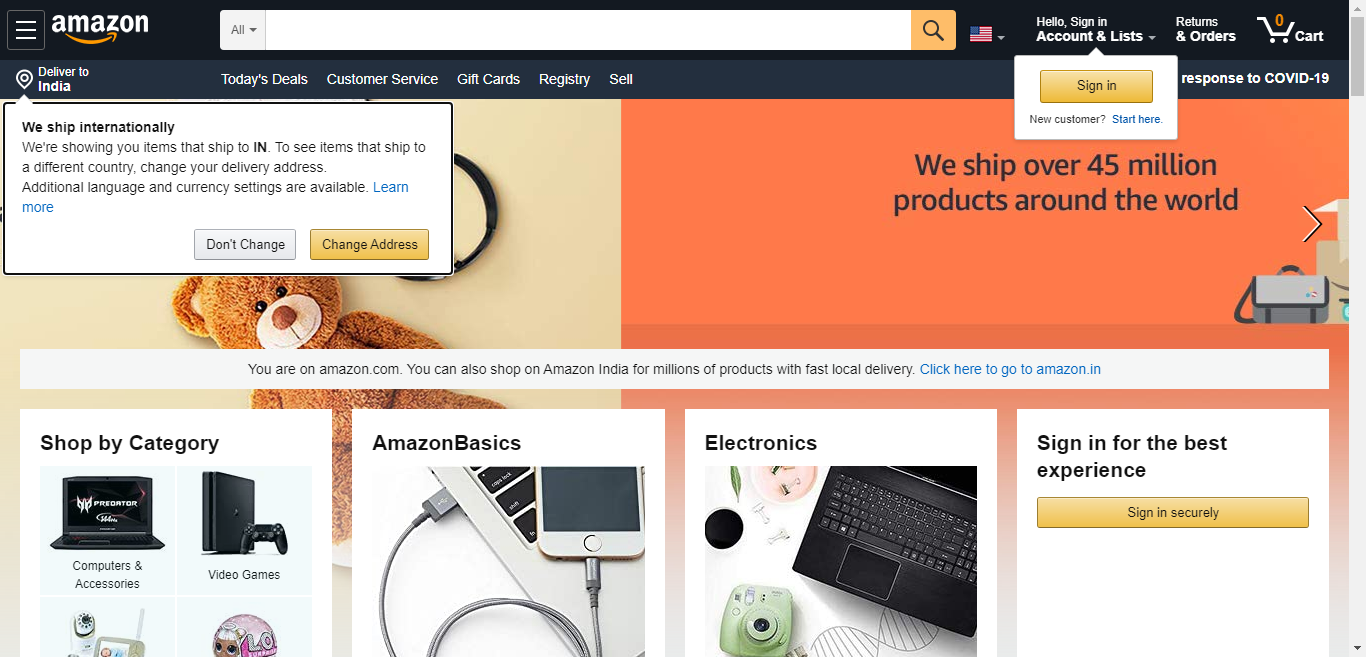 amazon
All
Hello, Sign in
Account & Lists
Returns
& Orders
0
Cart
Deliver to
India
Today's Deals
Customer Service
Gift Cards
Registry
Sell
response to COVID-19
Sign in
New customer? Start here.
We ship internationally
We're showing you items that ship to IN. To see items that ship to
a different country, change your delivery address.
Additional language and currency settings are available. Learn
more
Don't Change
Change Address
We ship over 45 million
products around the world
You are on amazon.com. You can also shop on Amazon India for millions of products with fast local delivery. Click here to go to amazon.in
Shop by Category
PREDATOR
Computers &
Accessories
Video Games
AmazonBasics
caps lock
shift
fn
Electronics
Sign in for the best
experience
Sign in securely